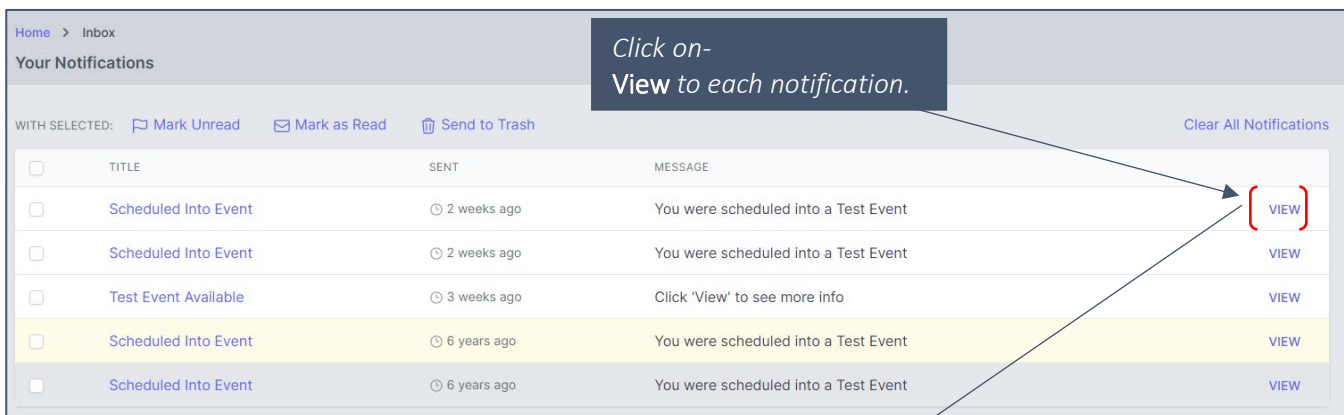 Home > Inbox
Your Notifications
Click on-
View to each notification.
WITH SELECTED: Mark Unread Mark as Read Send to Trash Clear All Notifications
TITLE SENT MESSAGE
Scheduled Into Event 2 weeks ago You were scheduled into a Test Event VIEW
Scheduled Into Event 2 weeks ago You were scheduled into a Test Event VIEW
Test Event Available 3 weeks ago Click 'View' to see more info VIEW
Scheduled Into Event 6 years ago You were scheduled into a Test Event VIEW
Scheduled Into Event 6 years ago You were scheduled into a Test Event VIEW